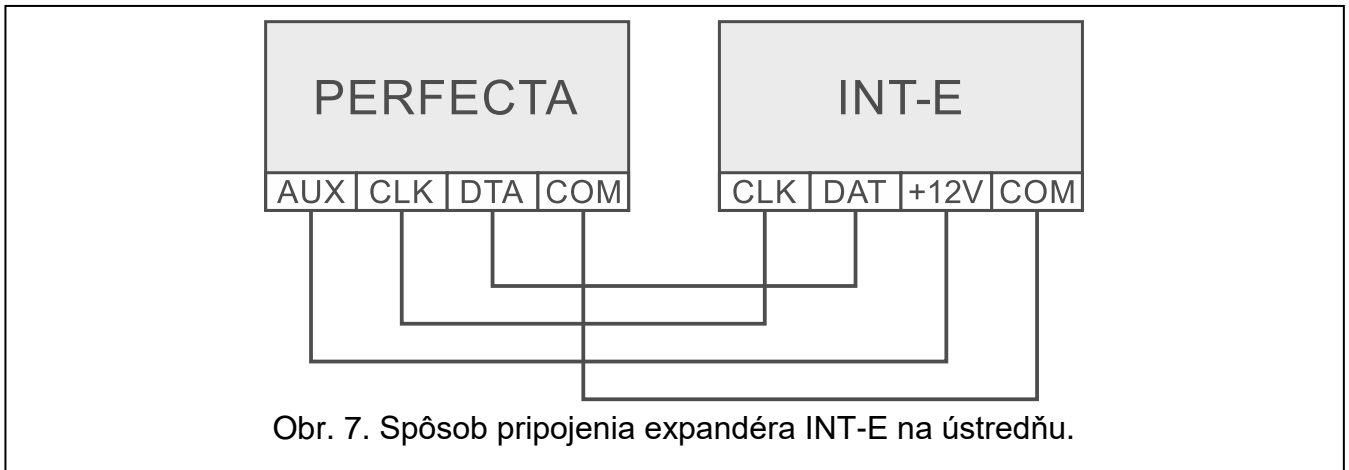 PERFECTA
INT-E
AUX CLK DTA COM
CLK DAT +12V COM
Obr. 7. Spôsob pripojenia expandéra INT-E na ústredňu.